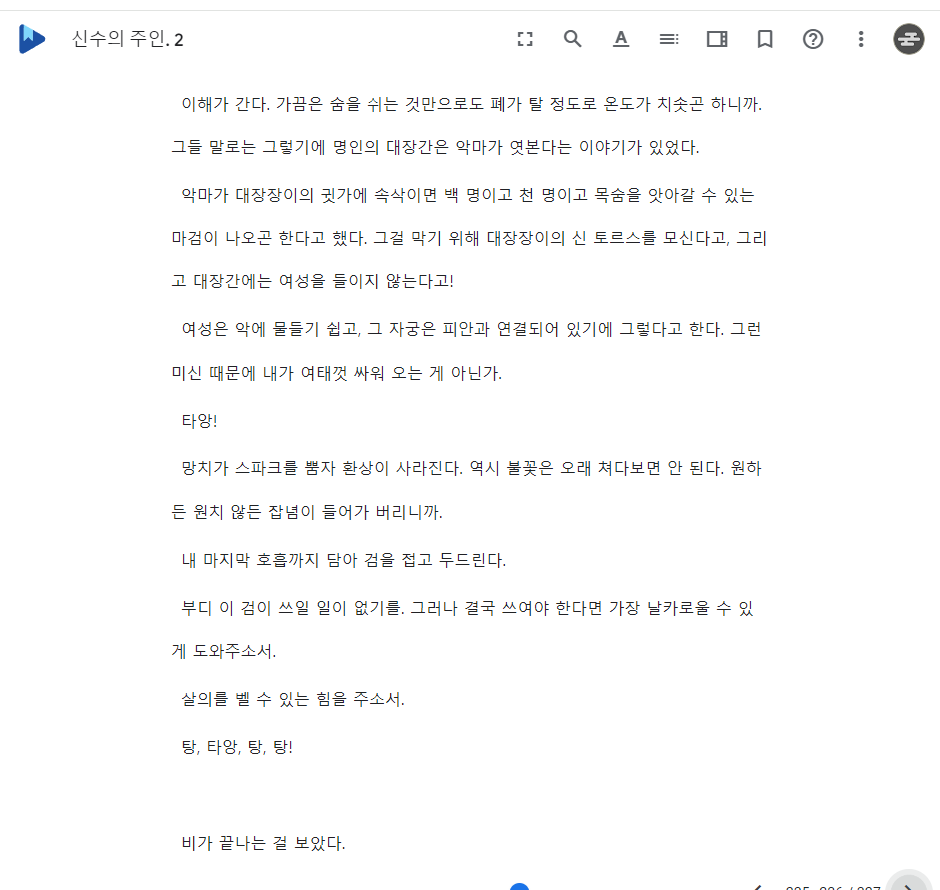 신수의 주인. 2
이해가 간다. 가끔은 숨을 쉬는 것만으로도 폐가 탈 정도로 온도가 치솟곤 하니까.
그들 말로는 그렇기에 명인의 대장간은 악마가 엿본다는 이야기가 있었다.
악마가 대장장이의 귓가에 속삭이면 백 명이고 천 명이고 목숨을 앗아갈 수 있는
마검이 나오곤 한다고 했다. 그걸 막기 위해 대장장이의 신 토르스를 모신다고, 그리
고 대장간에는 여성을 들이지 않는다고!
여성은 악에 물들기 쉽고, 그 자궁은 피안과 연결되어 있기에 그렇다고 한다. 그런
미신 때문에 내가 여태껏 싸워 오는 게 아닌가.
타앙!
망치가 스파크를 뿜자 환상이 사라진다. 역시 불꽃은 오래 쳐다보면 안 된다. 원하
든 원치 않든 잡념이 들어가 버리니까.
내 마지막 호흡까지 담아 검을 접고 두드린다.
부디 이 검이 쓰일 일이 없기를. 그러나 결국 쓰여야 한다면 가장 날카로울 수 있
게 도와주소서.
살의를 벨 수 있는 힘을 주소서.
탕, 타앙, 탕, 탕!
비가 끝나는 걸 보았다.